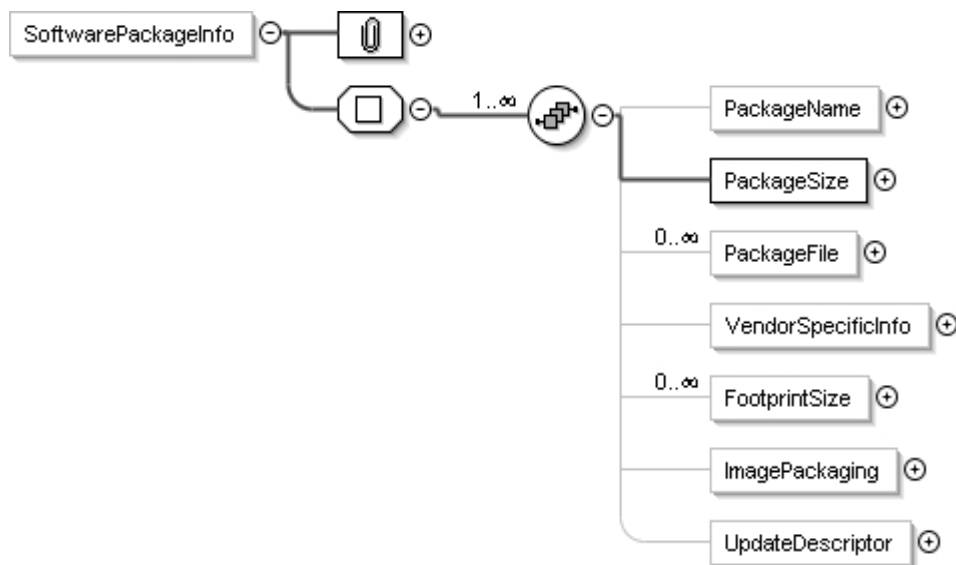 SoftwarePackageInfo
1..∞
PackageName
PackageSize
0..∞
PackageFile
VendorSpecificInfo
0..∞
FootprintSize
ImagePackaging
UpdateDescriptor